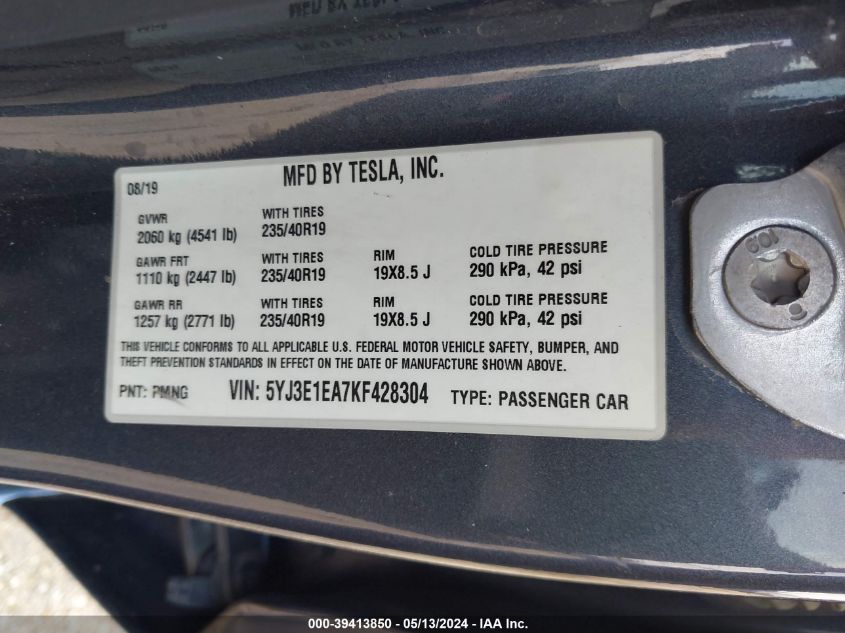 MFD BY TESLA, INC.
08/19
GVWR WITH TIRES
2060 kg (4541 lb) 235/40R19
GAWR FRT WITH TIRES RIM COLD TIRE PRESSURE
1110 kg (2447 lb) 235/40R19 19X8.5 J 290 kPa, 42 psi
GAWR RR WITH TIRES RIM COLD TIRE PRESSURE
1257 kg (2771 lb) 235/40R19 19X8.5 J 290 kPa, 42 psi
THIS VEHICLE CONFORMS TO ALL APPLICABLE U.S. FEDERAL MOTOR VEHICLE SAFETY, BUMPER, AND
THEFT PREVENTION STANDARDS IN EFFECT ON THE DATE OF MANUFACTURE SHOWN ABOVE.
PNT: PMNG VIN: 5YJ3E1EA7KF428304 TYPE: PASSENGER CAR
000-39413850 - 05/13/2024 - IAA Inc.